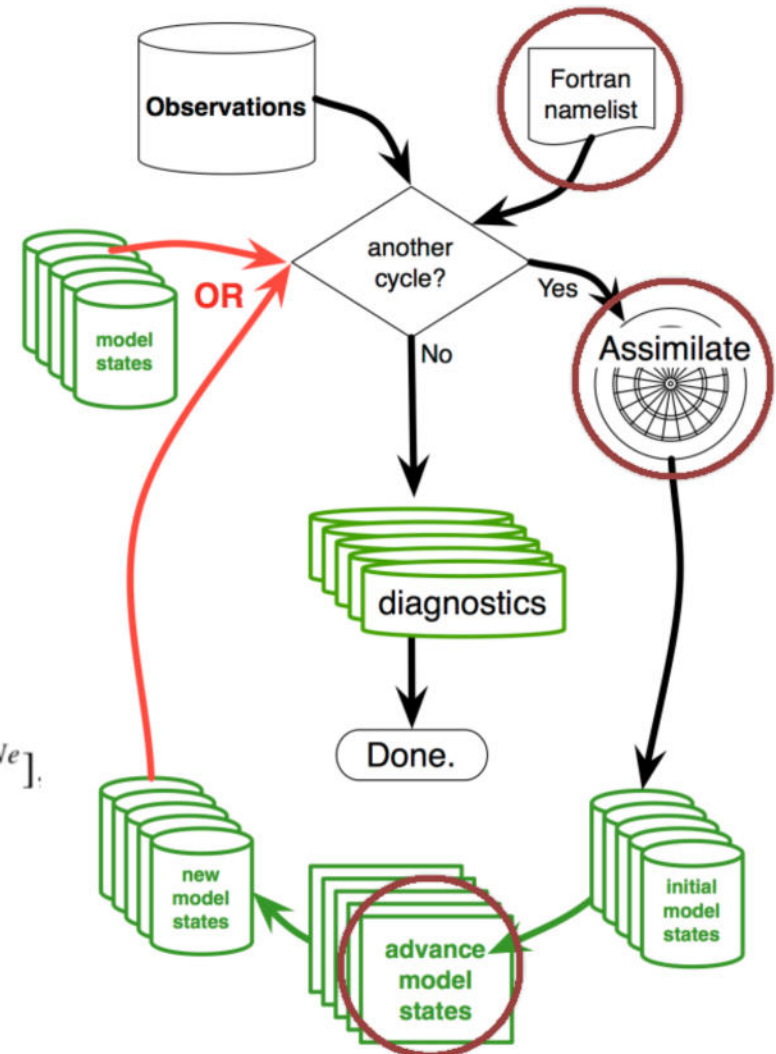 Observations
Fortran
namelist
another
cycle?
OR
Yes
model
states
Assimilate
No
diagnostics
Done.
new
model
states
advance
model
states
initial
model
states